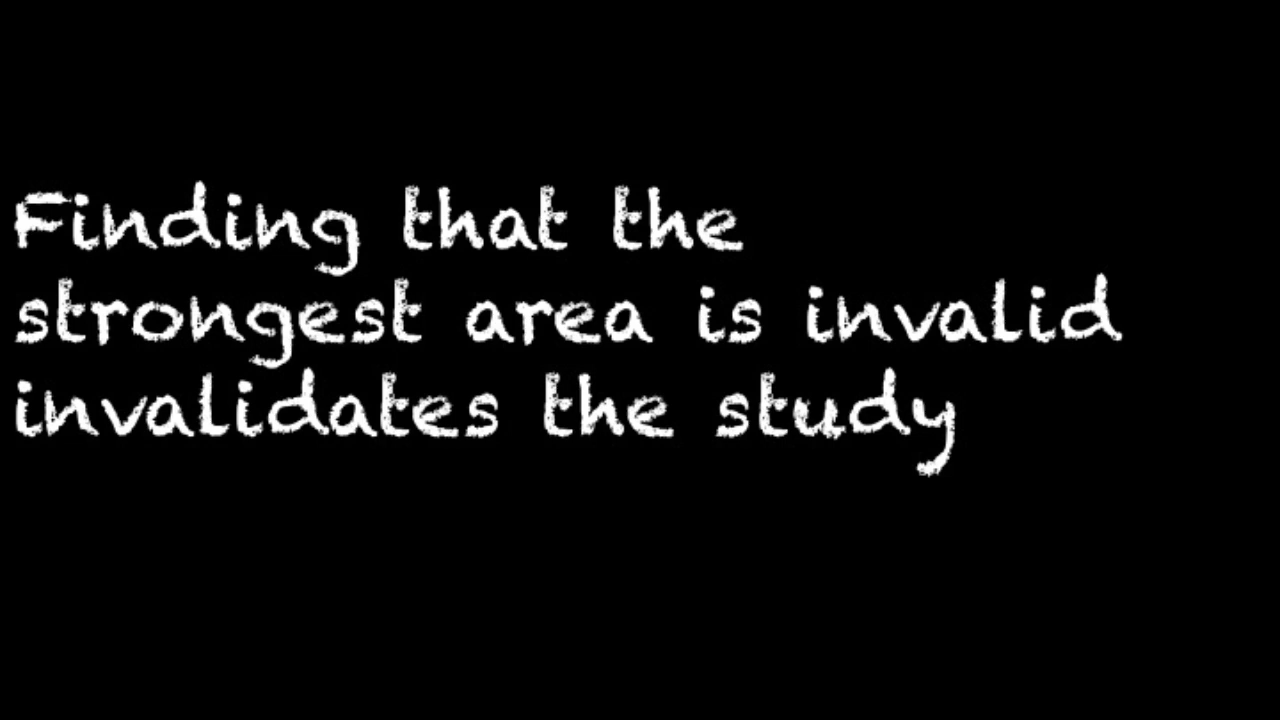 Finding that the
strongest area is invalid
invalidates the study